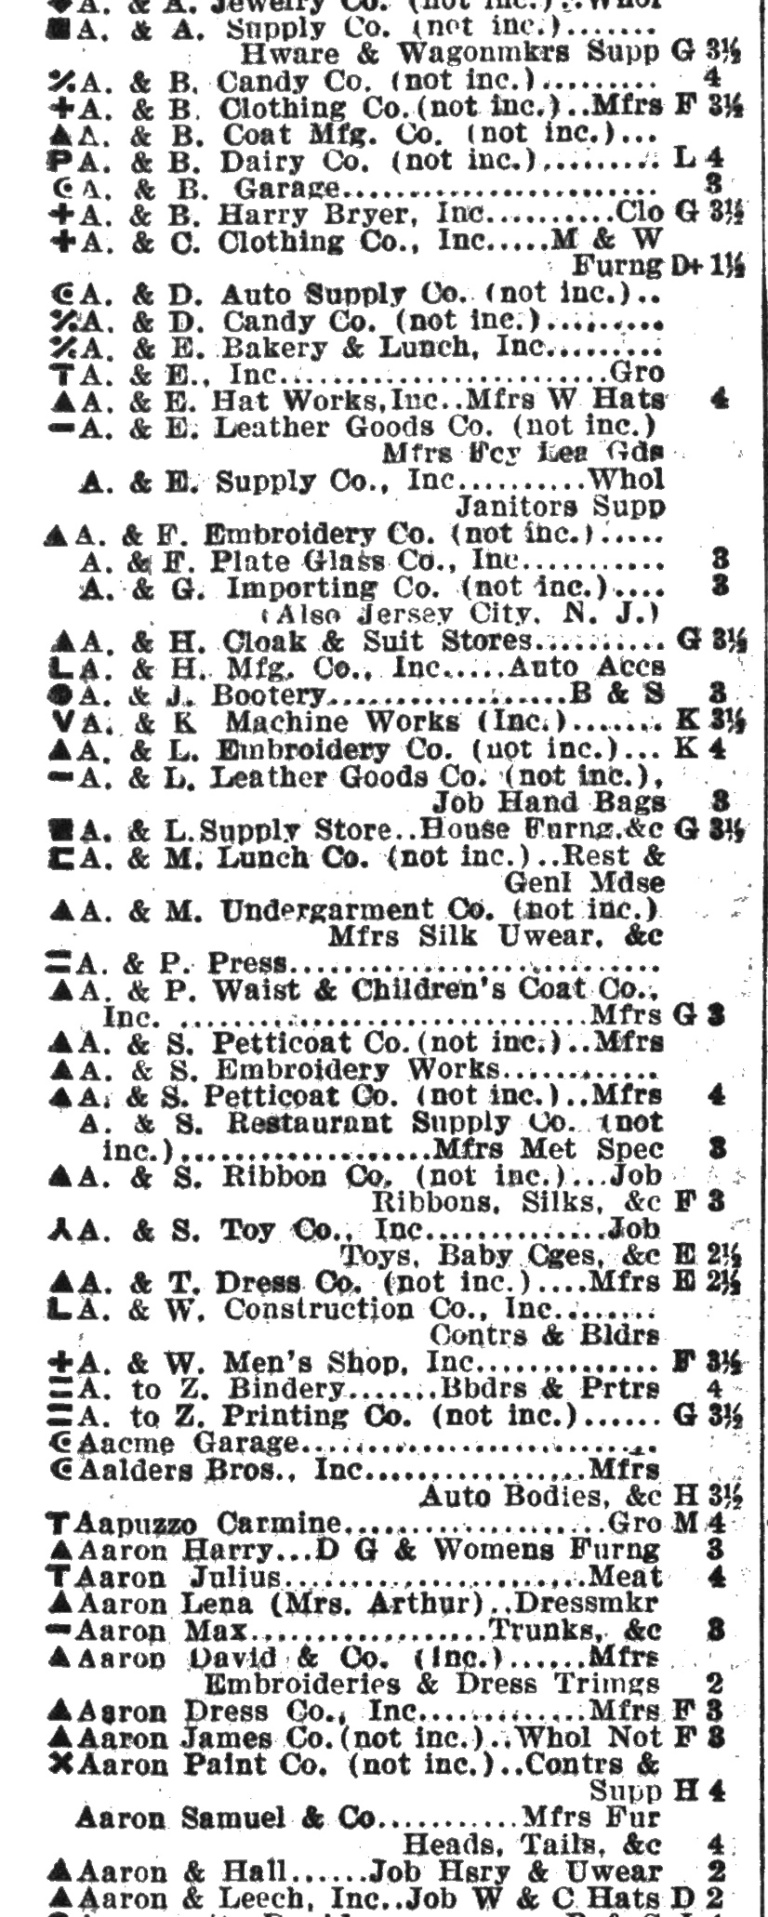 A. & A. Jewelry Co. (not inc.)..Whol
A. & A. Supply Co. (not inc.).......
Hware & Wagonmkrs Supp G 3½
A. & B. Candy Co. (not inc.)......... 4
A. & B. Clothing Co.(not inc.)..Mfrs F 3½
A. & B. Coat Mfg. Co. (not inc.)...
A. & B. Dairy Co. (not inc.)......... L 4
A. & B. Garage........................ 3
A. & B. Harry Bryer, Inc..........Clo G 3½
A. & C. Clothing Co., Inc.....M & W
Furng D+ 1½
A. & D. Auto Supply Co. (not inc.)..
A. & D. Candy Co. (not inc.).........
A. & E. Bakery & Lunch, Inc.........
A. & E., Inc.........................Gro
A. & E. Hat Works,Inc..Mfrs W Hats 4
A. & E. Leather Goods Co. (not inc.)
Mfrs Fcy Lea Gds
A. & E. Supply Co., Inc..........Whol
Janitors Supp
A. & F. Embroidery Co. (not inc.).....
A. & F. Plate Glass Co., Inc........... 3
A. & G. Importing Co. (not inc.).... 3
(Also Jersey City, N. J.)
A. & H. Cloak & Suit Stores.......... G 3½
A. & H. Mfg. Co., Inc.....Auto Accs
A. & J. Bootery...................B & S 3
A. & K Machine Works (Inc.)....... K 3½
A. & L. Embroidery Co. (not inc.)... K 4
A. & L. Leather Goods Co. (not inc.),
Job Hand Bags 3
A. & L.Supply Store..House Furng,&c G 3½
A. & M. Lunch Co. (not inc.)..Rest &
Genl Mdse
A. & M. Undergarment Co. (not inc.)
Mfrs Silk Uwear, &c
A. & P. Press............................
A. & P. Waist & Children's Coat Co.,
Inc. ...............................Mfrs G 3
A. & S. Petticoat Co.(not inc.)..Mfrs
A. & S. Embroidery Works............
A. & S. Petticoat Co. (not inc.)..Mfrs 4
A. & S. Restaurant Supply Co. (not
inc.)...................Mfrs Met Spec 3
A. & S. Ribbon Co. (not inc.)...Job
Ribbons, Silks, &c F 3
A. & S. Toy Co., Inc..............Job
Toys, Baby Cges, &c E 2½
A. & T. Dress Co. (not inc.)....Mfrs E 2½
A. & W. Construction Co., Inc........
Contrs & Bldrs
A. & W. Men's Shop, Inc.............. F 3½
A. to Z. Bindery.......Bbdrs & Prtrs 4
A. to Z. Printing Co. (not inc.)...... G 3½
Aacme Garage...........................
Aalders Bros., Inc.................Mfrs
Auto Bodies, &c H 3½
Aapuzzo Carmine....................Gro M 4
Aaron Harry...D G & Womens Furng 3
Aaron Julius.......................Meat 4
Aaron Lena (Mrs. Arthur)..Dressmkr
Aaron Max..................Trunks, &c 3
Aaron David & Co. (Inc.)......Mfrs
Embroideries & Dress Trimgs 2
Aaron Dress Co., Inc.............Mfrs F 3
Aaron James Co.(not inc.)..Whol Not F 3
Aaron Paint Co. (not inc.)..Contrs &
Supp H 4
Aaron Samuel & Co...........Mfrs Fur
Heads, Tails, &c 4
Aaron & Hall......Job Hsry & Uwear 2
Aaron & Leech, Inc..Job W & C Hats D 2